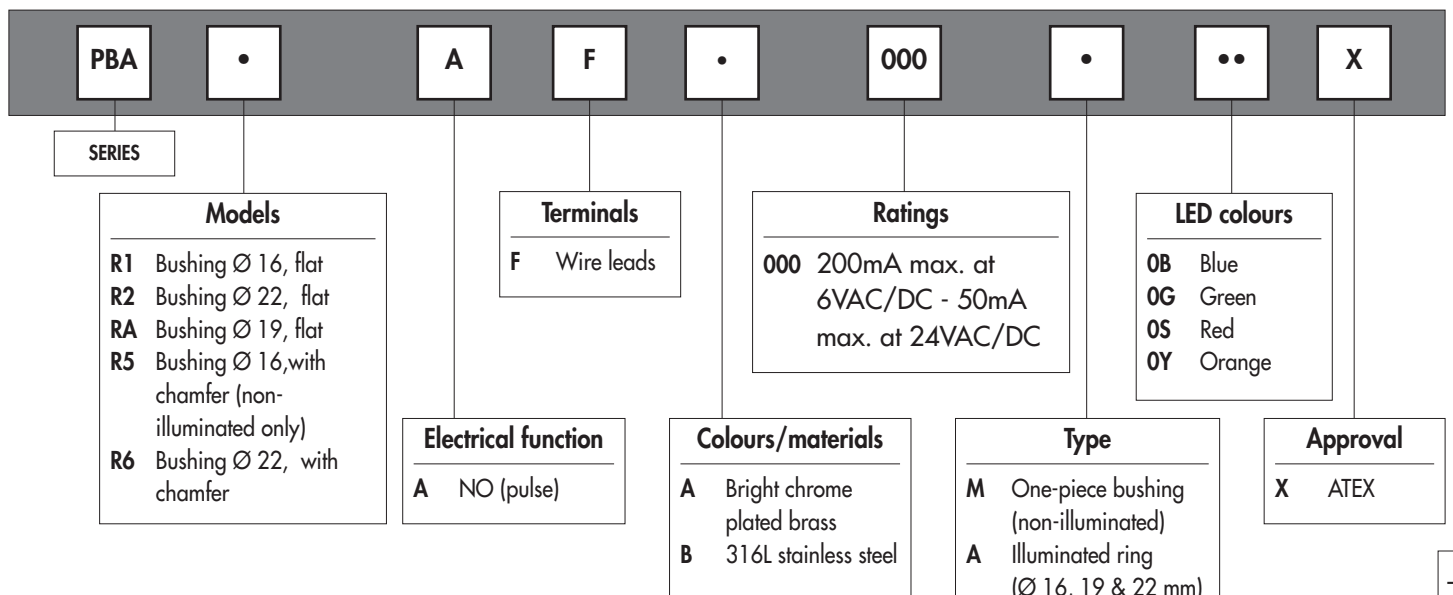 PBA • A F • 000 • •• X
SERIES
Models
R1 Bushing Ø 16, flat
R2 Bushing Ø 22, flat
RA Bushing Ø 19, flat
R5 Bushing Ø 16,with
chamfer (non-
illuminated only)
R6 Bushing Ø 22, with
chamfer
Electrical function
A NO (pulse)
Terminals
F Wire leads
Colours/materials
A Bright chrome
plated brass
B 316L stainless steel
Ratings
000 200mA max. at
6VAC/DC - 50mA
max. at 24VAC/DC
Type
M One-piece bushing
(non-illuminated)
A Illuminated ring
(Ø 16, 19 & 22 mm)
LED colours
0B Blue
0G Green
0S Red
0Y Orange
Approval
X ATEX